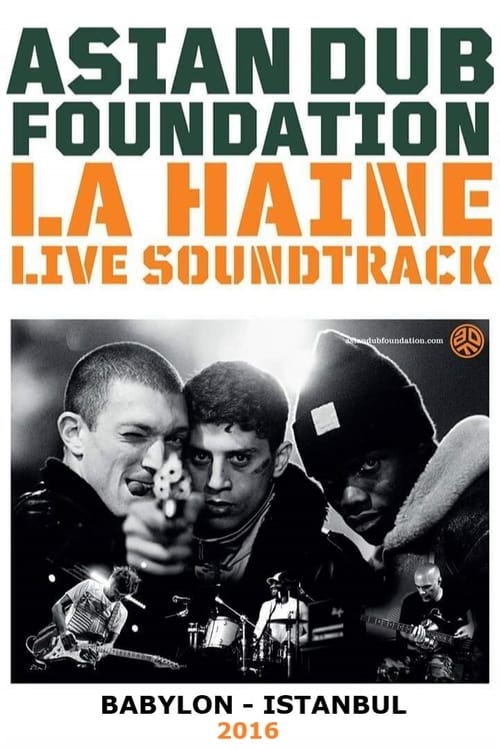 ASIAN DUB
FOUNDATION
LA HAINE
LIVE SOUNDTRACK
asiandubfoundation.com
BABYLON - ISTANBUL
2016